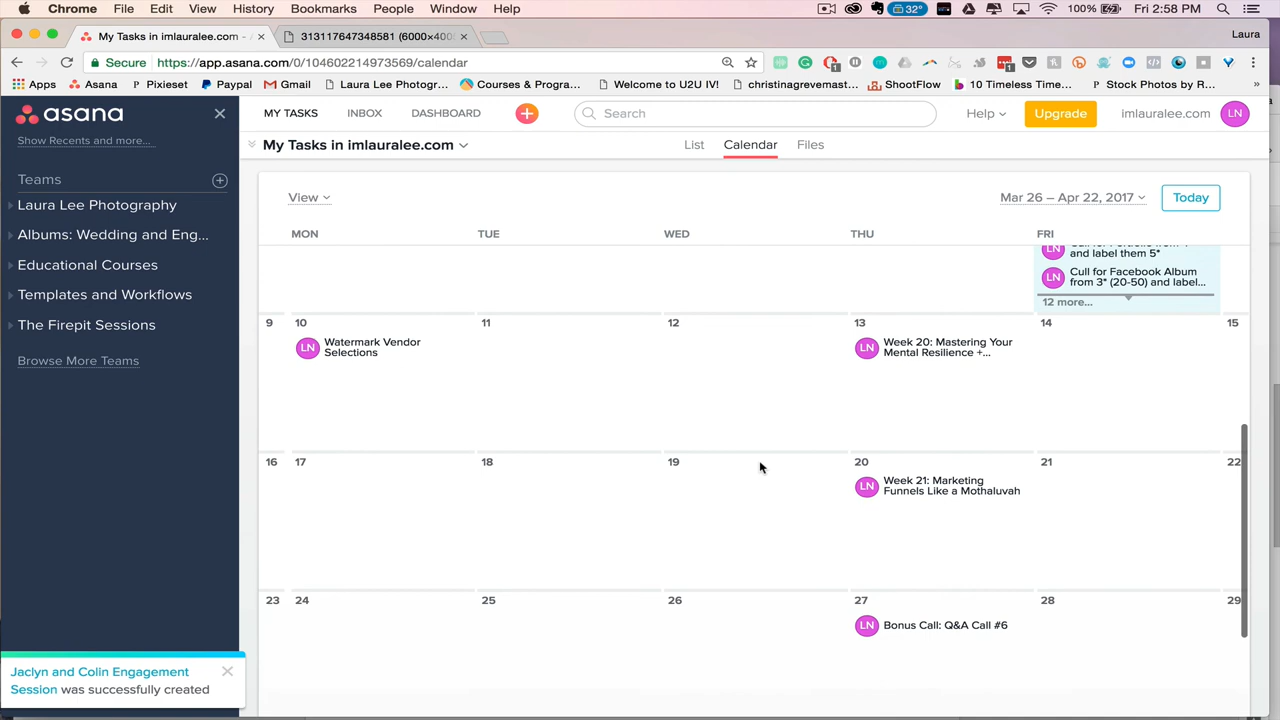 Chrome File Edit View History Bookmarks People Window Help 32° 100% Fri 2:58 PM
My Tasks in imlauralee.com - 313117647348581 (6000×400 Laura
Secure https://app.asana.com/0/104602214973569/calendar
Apps Asana Pixieset Paypal Gmail Laura Lee Photogr... Courses & Progra... Welcome to U2U IV! christinagrevemast... ShootFlow 10 Timeless Time... Stock Photos by R... »
asana MY TASKS INBOX DASHBOARD Search Help Upgrade imlauralee.com LN
Show Recents and more...
My Tasks in imlauralee.com List Calendar Files
Teams
Laura Lee Photography
Albums: Wedding and Eng...
Educational Courses
Templates and Workflows
The Firepit Sessions
Browse More Teams
View Mar 26 – Apr 22, 2017 Today
MON TUE WED THU FRI
LN
and label them 5*
LN Call for Facebook Album
from 3* (20-50) and label...
12 more...
9 10 11 12 13 14 15
LN Watermark Vendor
Selections
LN Week 20: Mastering Your
Mental Resilience +...
16 17 18 19 20 21 22
LN Week 21: Marketing
Funnels Like a Mothaluvah
23 24 25 26 27 28 29
LN Bonus Call: Q&A Call #6
Jaclyn and Colin Engagement
Session was successfully created